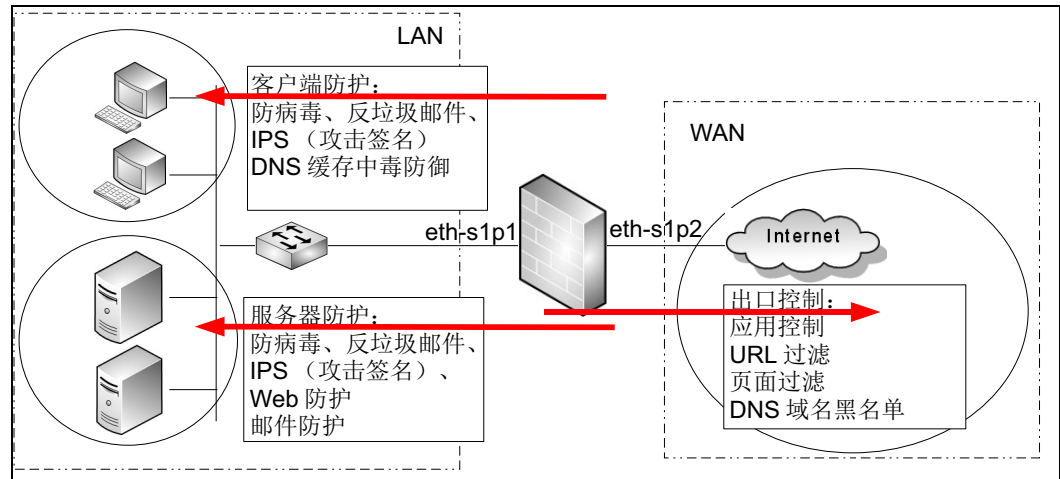 LAN
客户端防护：
防病毒、反垃圾邮件、
IPS （攻击签名）
DNS 缓存中毒防御
WAN
eth-s1p1
eth-s1p2
Internet
服务器防护：
防病毒、反垃圾邮件、
IPS （攻击签名）、
Web 防护
邮件防护
出口控制：
应用控制
URL 过滤
页面过滤
DNS 域名黑名单